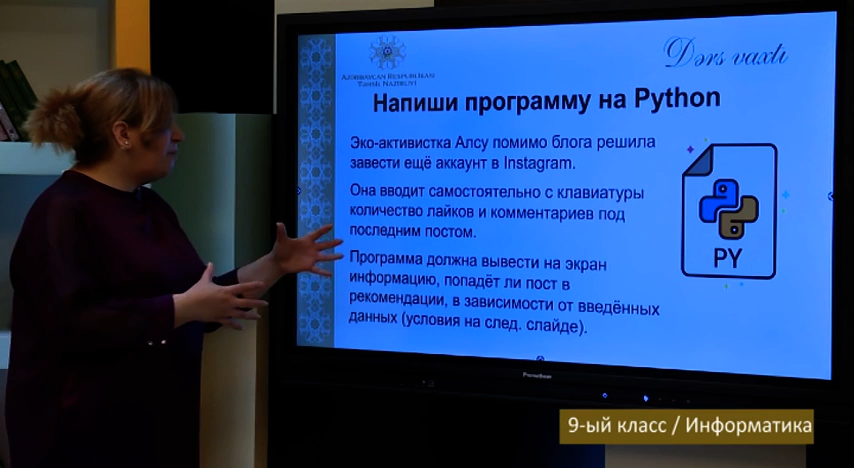 Dərs vaxtı
AZƏRBAYCAN RESPUBLİKASI
TƏHSİL NAZİRLİYİ
Напиши программу на Python
Эко-активистка Алсу помимо блога решила
завести ещё аккаунт в Instagram.
Она вводит самостоятельно с клавиатуры
количество лайков и комментариев под
последним постом.
Программа должна вывести на экран
информацию, попадёт ли пост в
рекомендации, в зависимости от введённых
данных (условия на след. слайде).
PY
Promethean
9-ый класс / Информатика